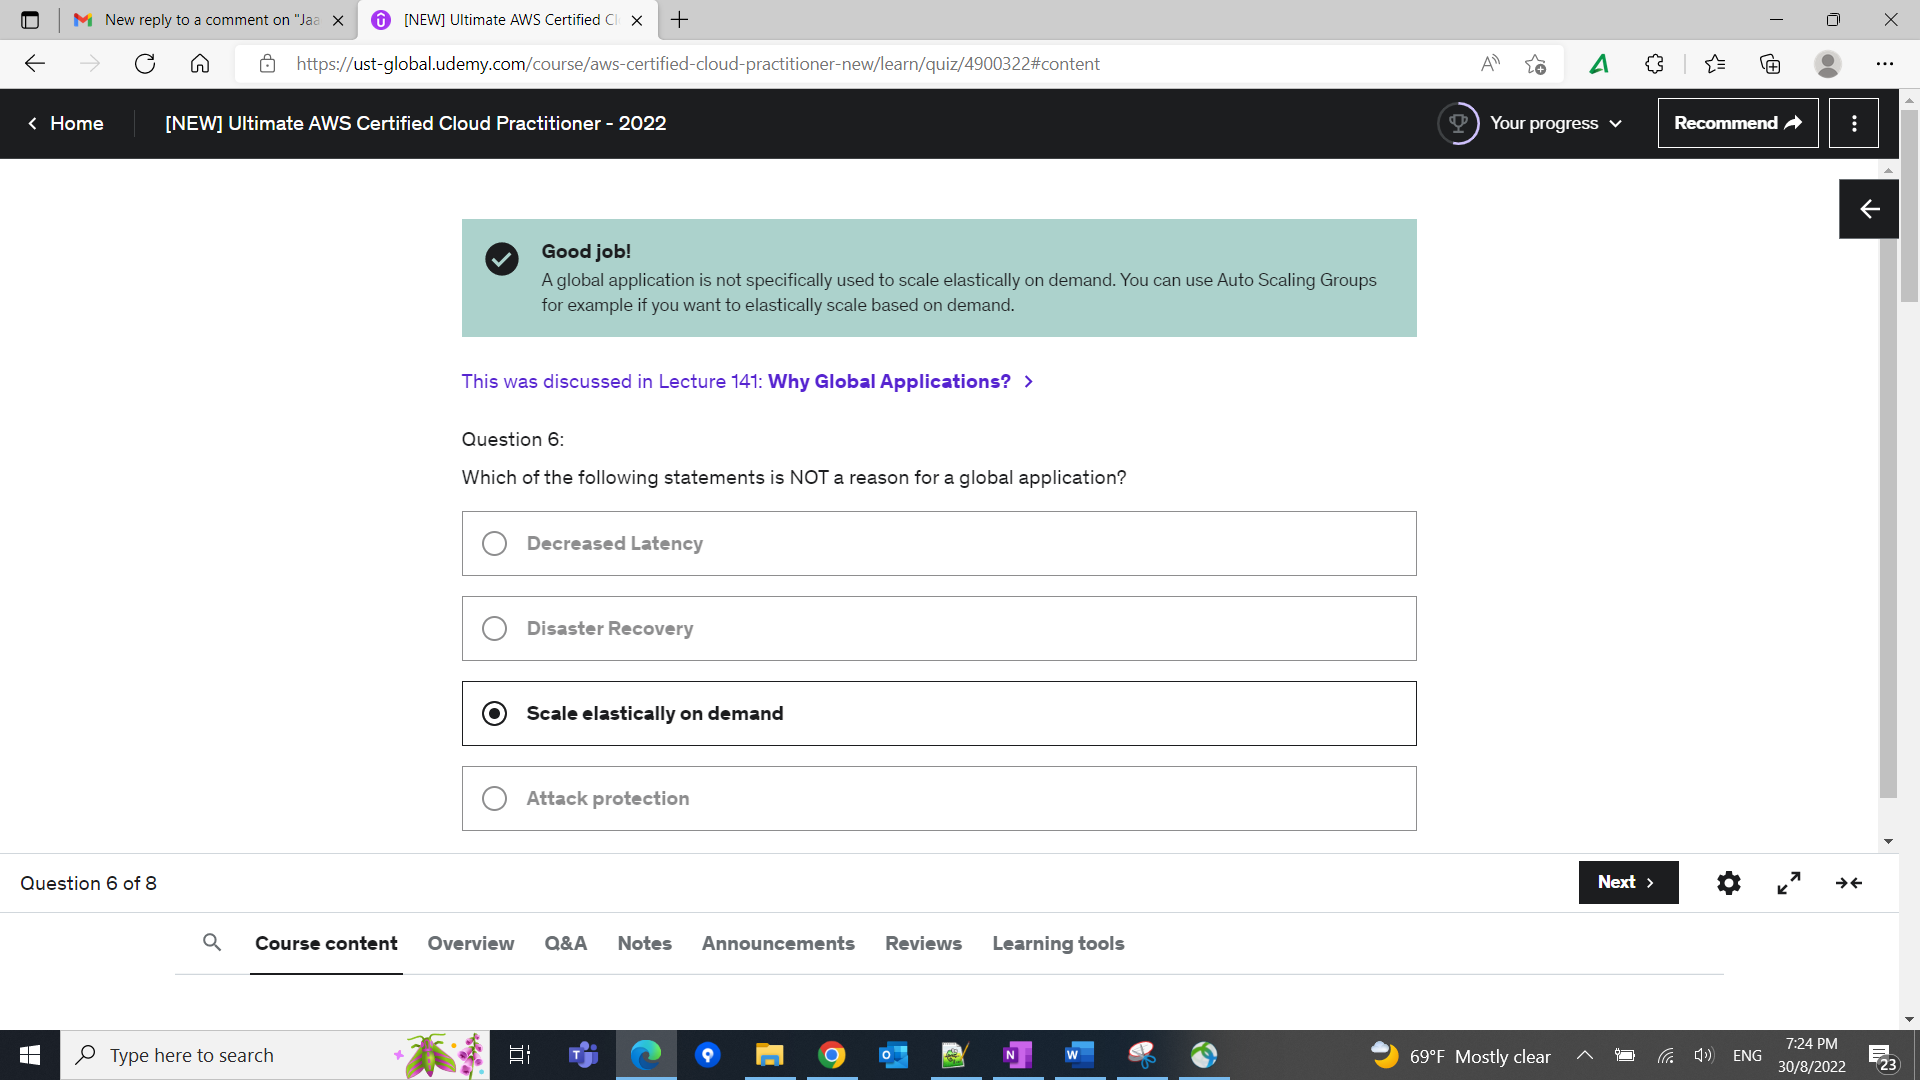 New reply to a comment on "Jaa
[NEW] Ultimate AWS Certified Cl
https://ust-global.udemy.com/course/aws-certified-cloud-practitioner-new/learn/quiz/4900322#content
Home
[NEW] Ultimate AWS Certified Cloud Practitioner - 2022
Your progress
Recommend
Good job!
A global application is not specifically used to scale elastically on demand. You can use Auto Scaling Groups
for example if you want to elastically scale based on demand.
This was discussed in Lecture 141: Why Global Applications?
Question 6:
Which of the following statements is NOT a reason for a global application?
Decreased Latency
Disaster Recovery
Scale elastically on demand
Attack protection
Question 6 of 8
Next
Course content
Overview
Q&A
Notes
Announcements
Reviews
Learning tools
Type here to search
69°F Mostly clear
ENG
7:24 PM
30/8/2022
23